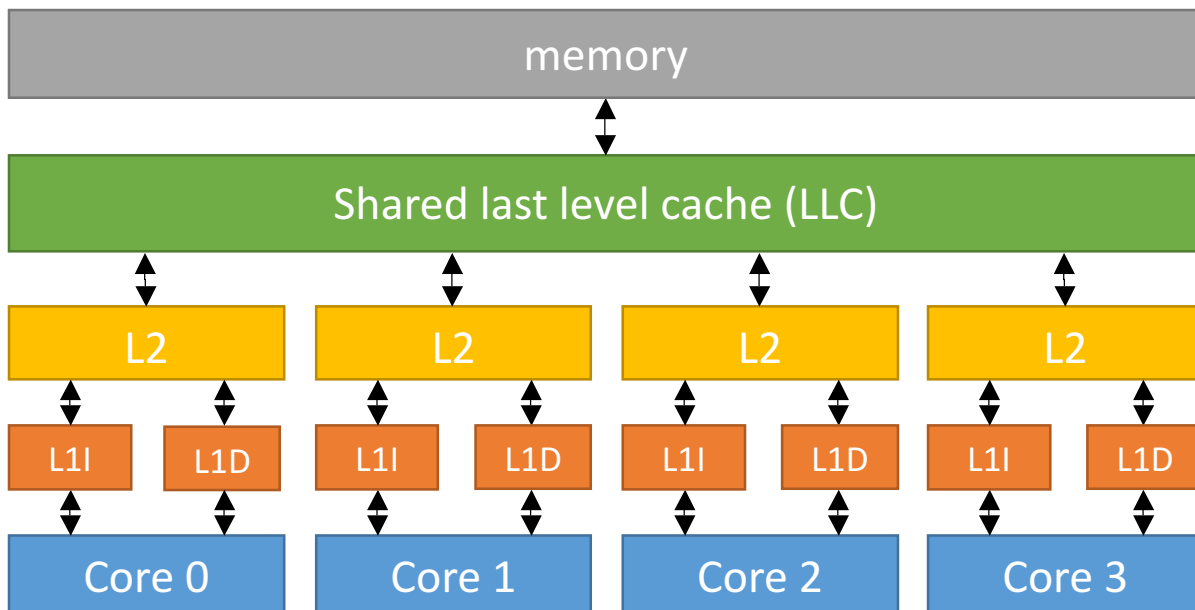 memory
Shared last level cache (LLC)
L2 L2 L2 L2
L1I L1D L1I L1D L1I L1D L1I L1D
Core 0 Core 1 Core 2 Core 3